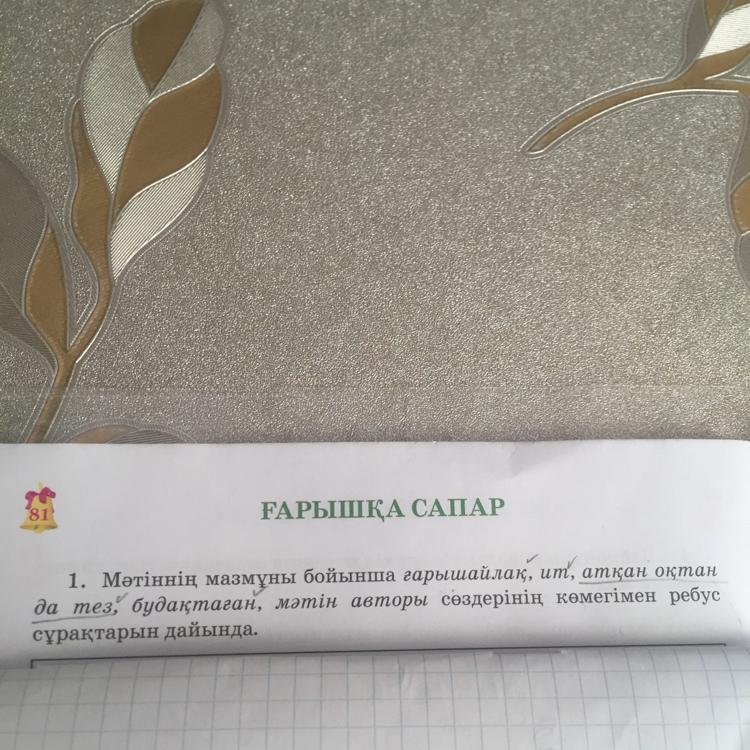 81
ҒАРЫШҚА САПАР
1. Мәтіннің мазмұны бойынша ғарышайлақ, ит, атқан оқтан
да тез, будақтаған, мәтін авторы сөздерінің көмегімен ребус
сұрақтарын дайында.